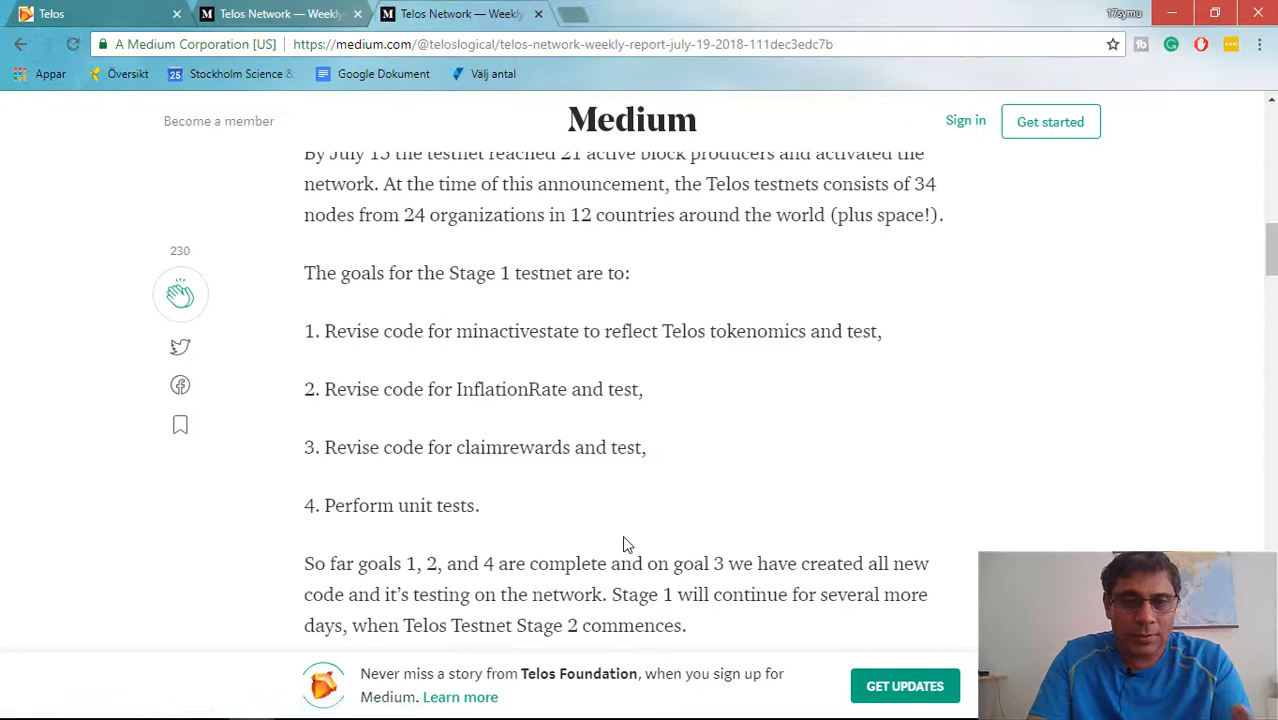 Telos
Telos Network — Weekly
Telos Network — Weekly
17symu
A Medium Corporation [US]
https://medium.com/@teloslogical/telos-network-weekly-report-july-19-2018-111dec3edc7b
Appar
Översikt
25
Stockholm Science &
Google Dokument
Välj antal
Become a member
Medium
Sign in
Get started
By July 15 the testnet reached 21 active block producers and activated the
network. At the time of this announcement, the Telos testnets consists of 34
nodes from 24 organizations in 12 countries around the world (plus space!).
230
The goals for the Stage 1 testnet are to:
1. Revise code for minactivestate to reflect Telos tokenomics and test,
2. Revise code for InflationRate and test,
3. Revise code for claimrewards and test,
4. Perform unit tests.
So far goals 1, 2, and 4 are complete and on goal 3 we have created all new
code and it’s testing on the network. Stage 1 will continue for several more
days, when Telos Testnet Stage 2 commences.
Never miss a story from Telos Foundation, when you sign up for
Medium. Learn more
GET UPDATES